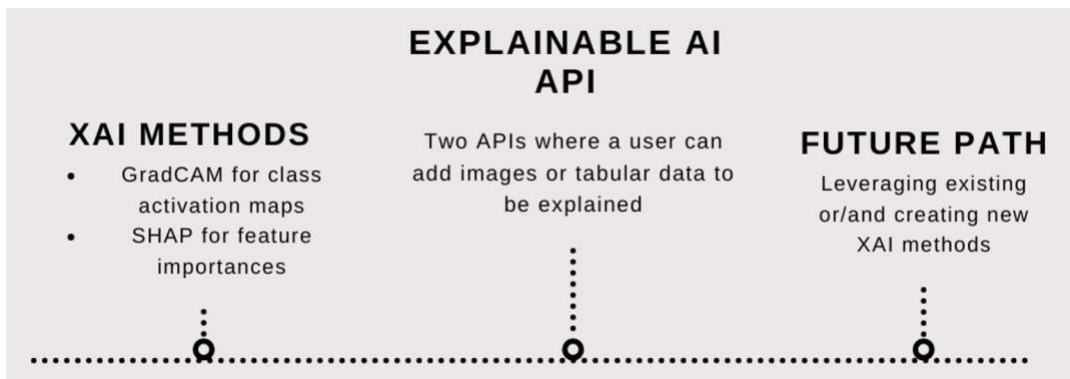 XAI METHODS
• GradCAM for class
activation maps
• SHAP for feature
importances
EXPLAINABLE AI
API
Two APIs where a user can
add images or tabular data to
be explained
FUTURE PATH
Leveraging existing
or/and creating new
XAI methods